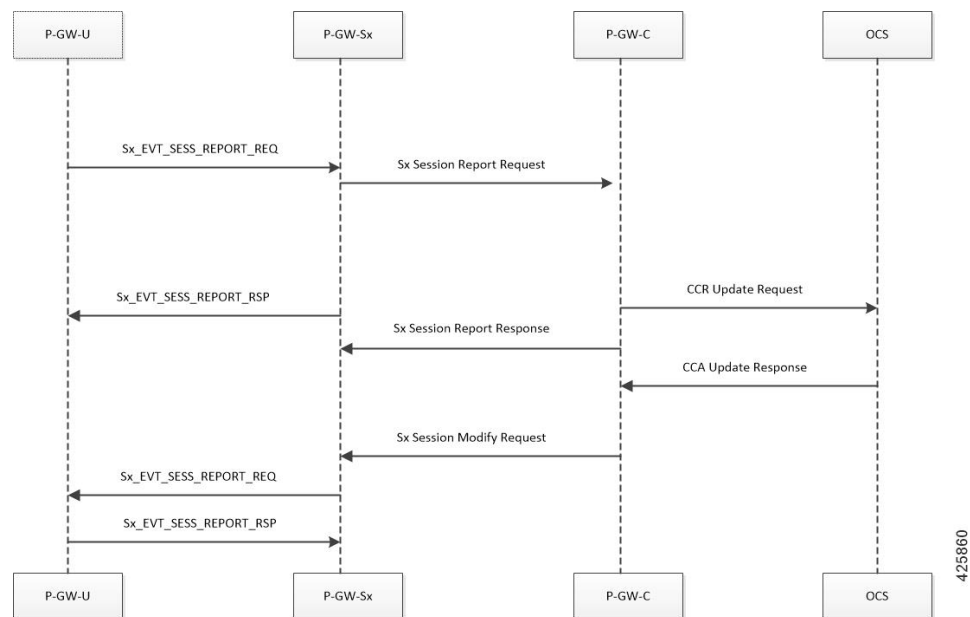 P-GW-U
P-GW-Sx
P-GW-C
OCS
Sx_EVT_SESS_REPORT_REQ
Sx Session Report Request
CCR Update Request
Sx_EVT_SESS_REPORT_RSP
Sx Session Report Response
CCA Update Response
Sx Session Modify Request
Sx_EVT_SESS_REPORT_REQ
Sx_EVT_SESS_REPORT_RSP
P-GW-U
P-GW-Sx
P-GW-C
OCS
425860